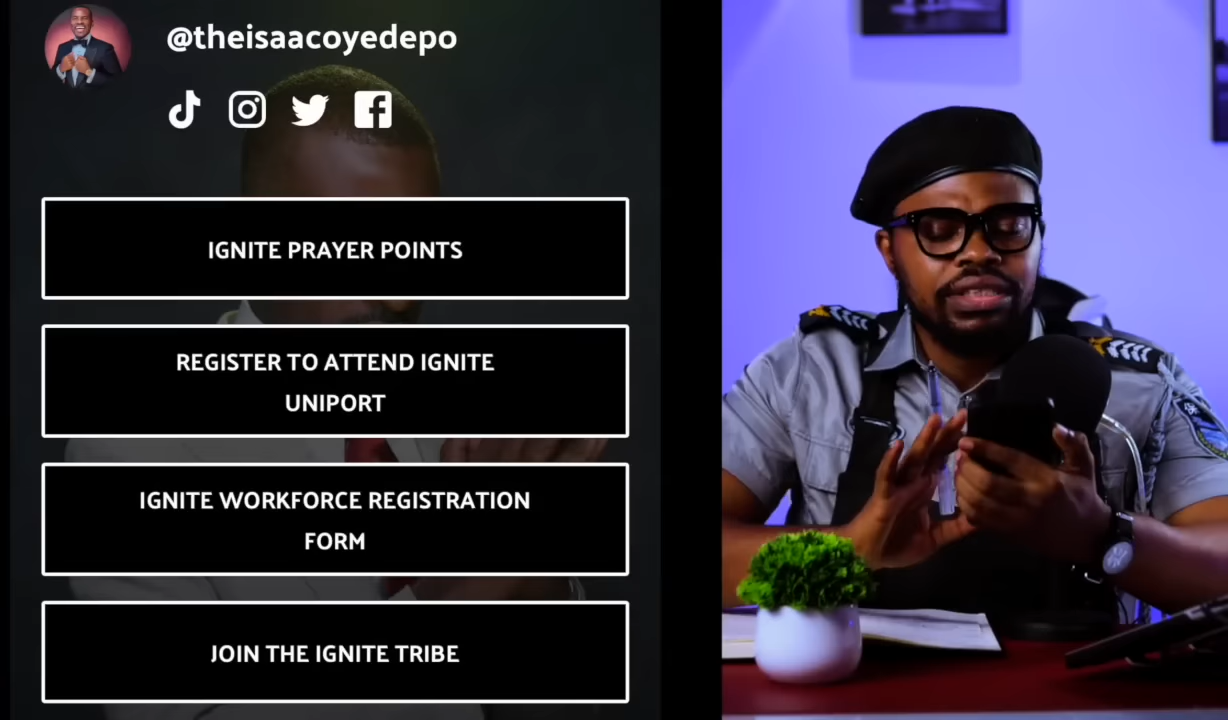 @theisaacoyedepo
IGNITE PRAYER POINTS
REGISTER TO ATTEND IGNITE
UNIPORT
IGNITE WORKFORCE REGISTRATION
FORM
JOIN THE IGNITE TRIBE